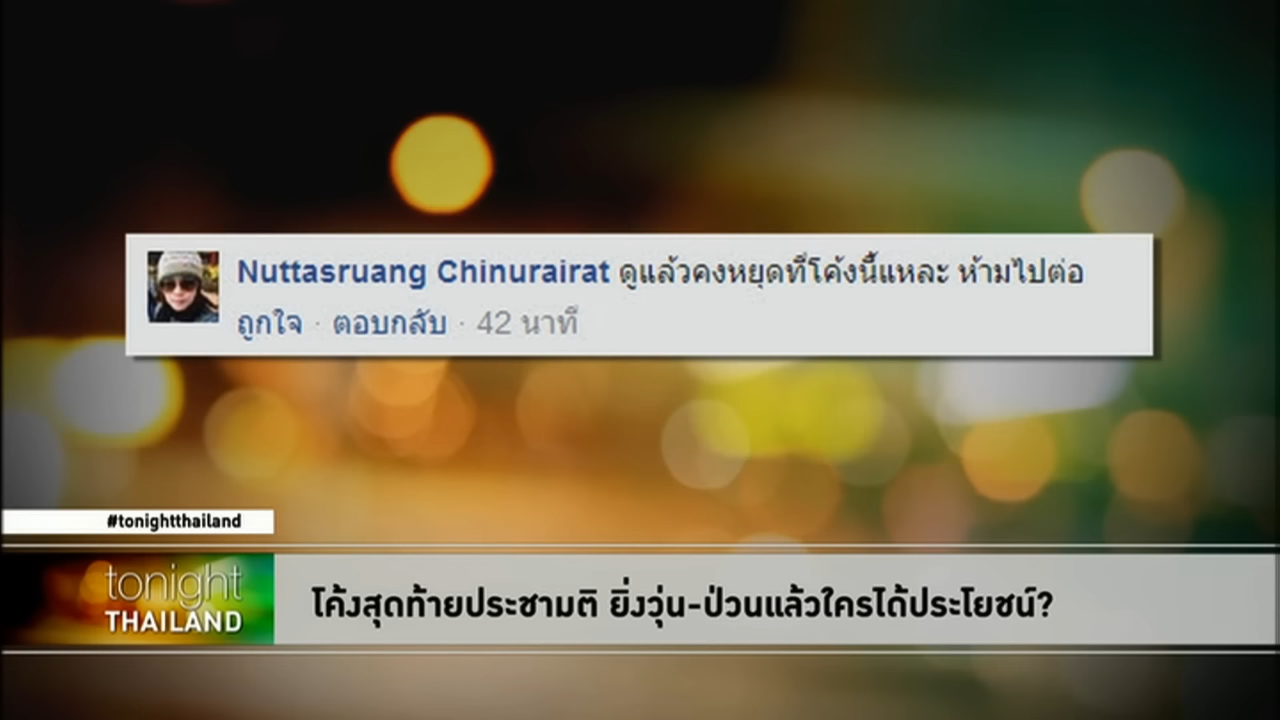 Nuttasruang Chinurairat ดูแล้วคงหยุดที่โค้งนี้แหละ ห้ามไปต่อ
ถูกใจ · ตอบกลับ · 42 นาที
#tonightthailand
tonight
THAILAND
โค้งสุดท้ายประชามติ ยิ่งวุ่น-ป่วนแล้วใครได้ประโยชน์?